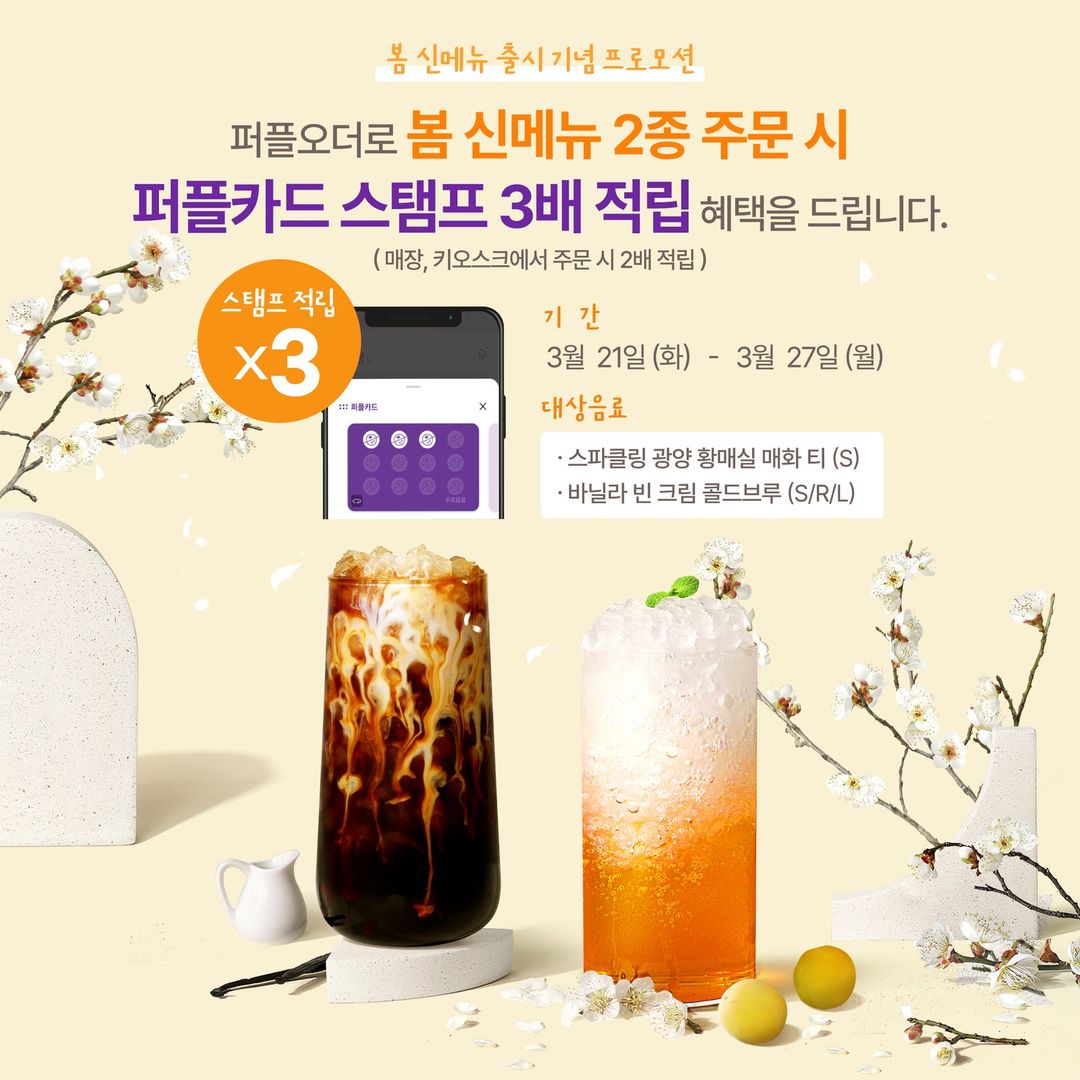 봄 신메뉴 출시 기념 프로모션
퍼플오더로 봄 신메뉴 2종 주문 시
퍼플카드 스탬프 3배 적립 혜택을 드립니다.
( 매장, 키오스크에서 주문 시 2배 적립 )
스탬프 적립
x3
퍼플카드
무료음료
기 간
3월 21일 (화) - 3월 27일 (월)
대상음료
· 스파클링 광양 황매실 매화 티 (S)
· 바닐라 빈 크림 콜드브루 (S/R/L)